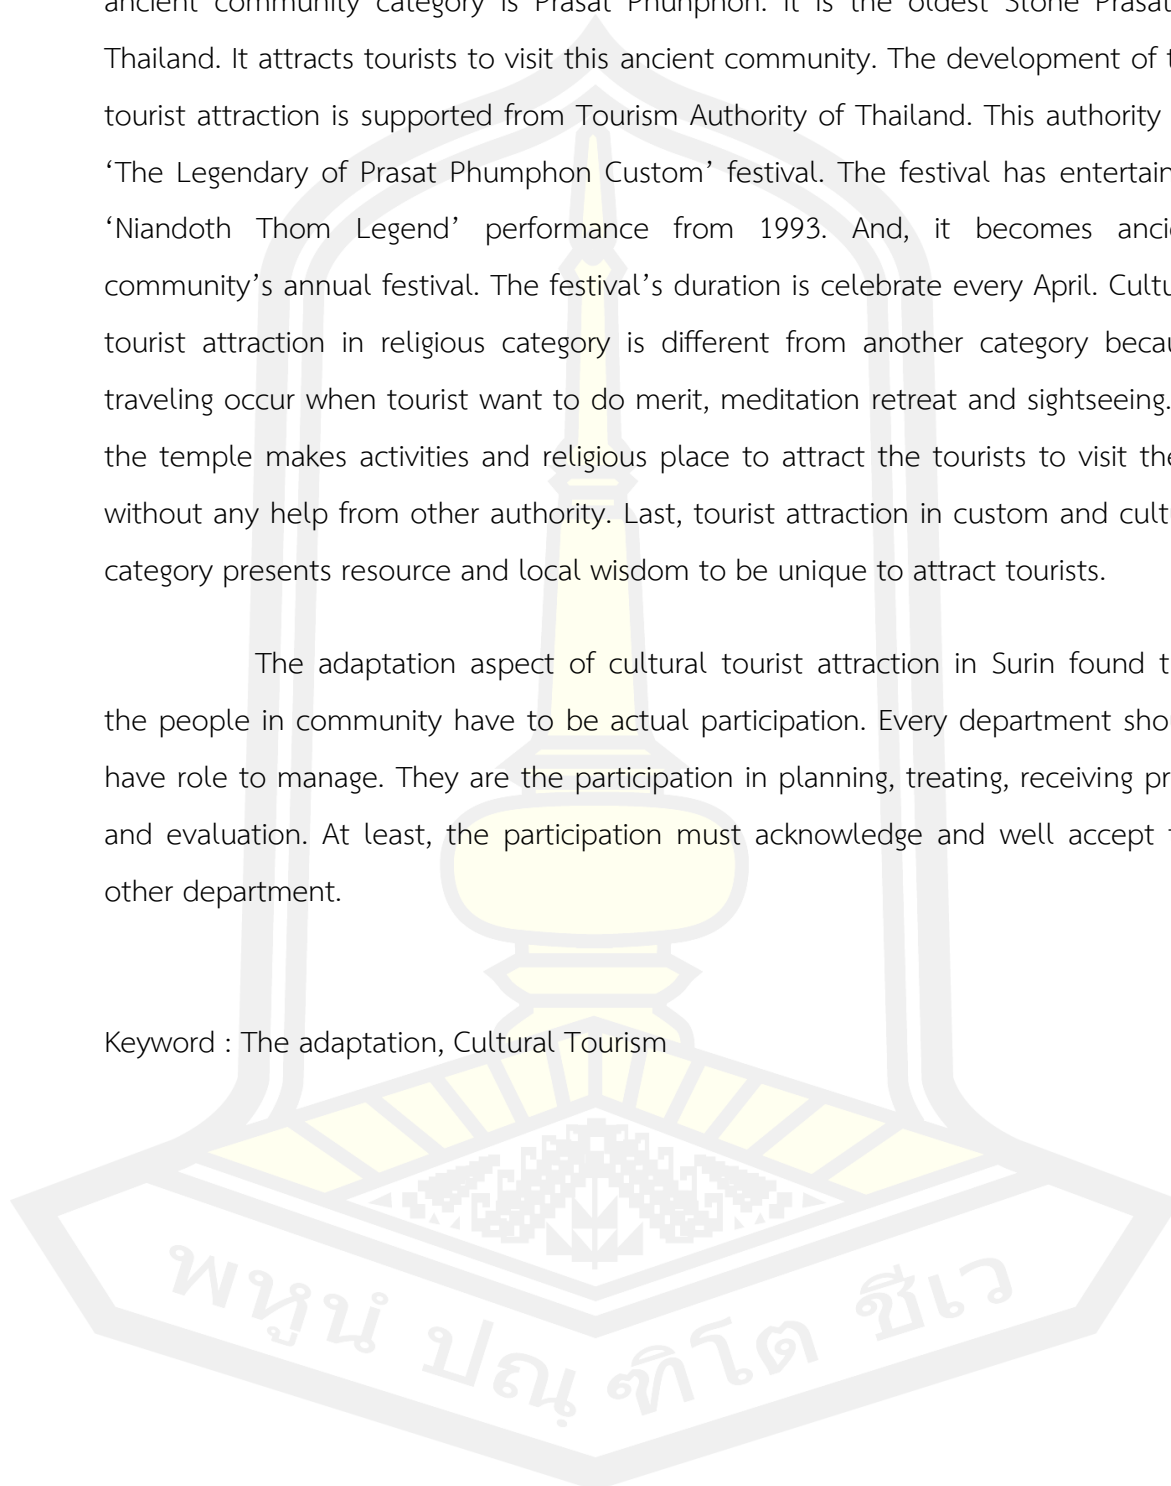 ancient community category is Prasat Phunphon. It is the oldest Stone Prasat
Thailand. It attracts tourists to visit this ancient community. The development of t
tourist attraction is supported from Tourism Authority of Thailand. This authority
‘The Legendary of Prasat Phumphon Custom’ festival. The festival has entertain
‘Niandoth Thom Legend’ performance from 1993. And, it becomes anci
community’s annual festival. The festival’s duration is celebrate every April. Cultu
tourist attraction in religious category is different from another category becau
traveling occur when tourist want to do merit, meditation retreat and sightseeing.
the temple makes activities and religious place to attract the tourists to visit the
without any help from other authority. Last, tourist attraction in custom and cultu
category presents resource and local wisdom to be unique to attract tourists.
The adaptation aspect of cultural tourist attraction in Surin found t
the people in community have to be actual participation. Every department sho
have role to manage. They are the participation in planning, treating, receiving pr
and evaluation. At least, the participation must acknowledge and well accept
other department.
Keyword : The adaptation, Cultural Tourism
พหูนํ ปณฺฑิโต ชีเว